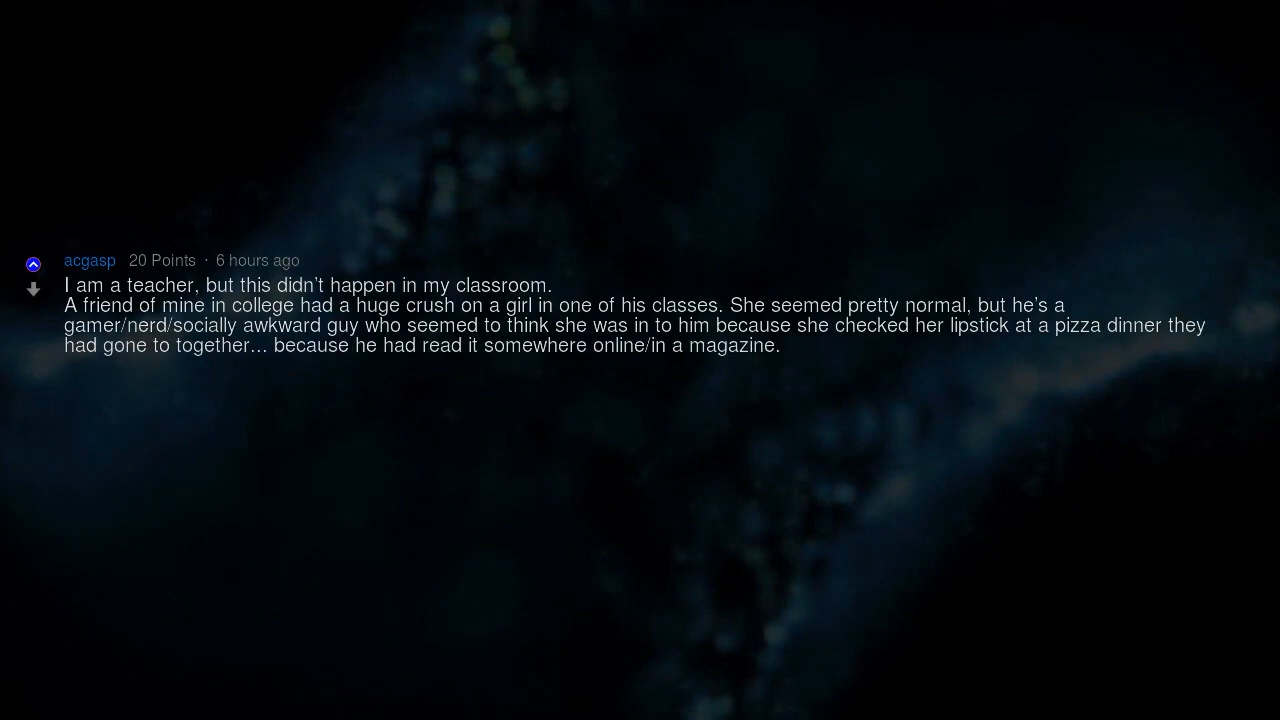 acgasp 20 Points · 6 hours ago
I am a teacher, but this didn't happen in my classroom.
A friend of mine in college had a huge crush on a girl in one of his classes. She seemed pretty normal, but he's a
gamer/nerd/socially awkward guy who seemed to think she was in to him because she checked her lipstick at a pizza dinner they
had gone to together... because he had read it somewhere online/in a magazine.